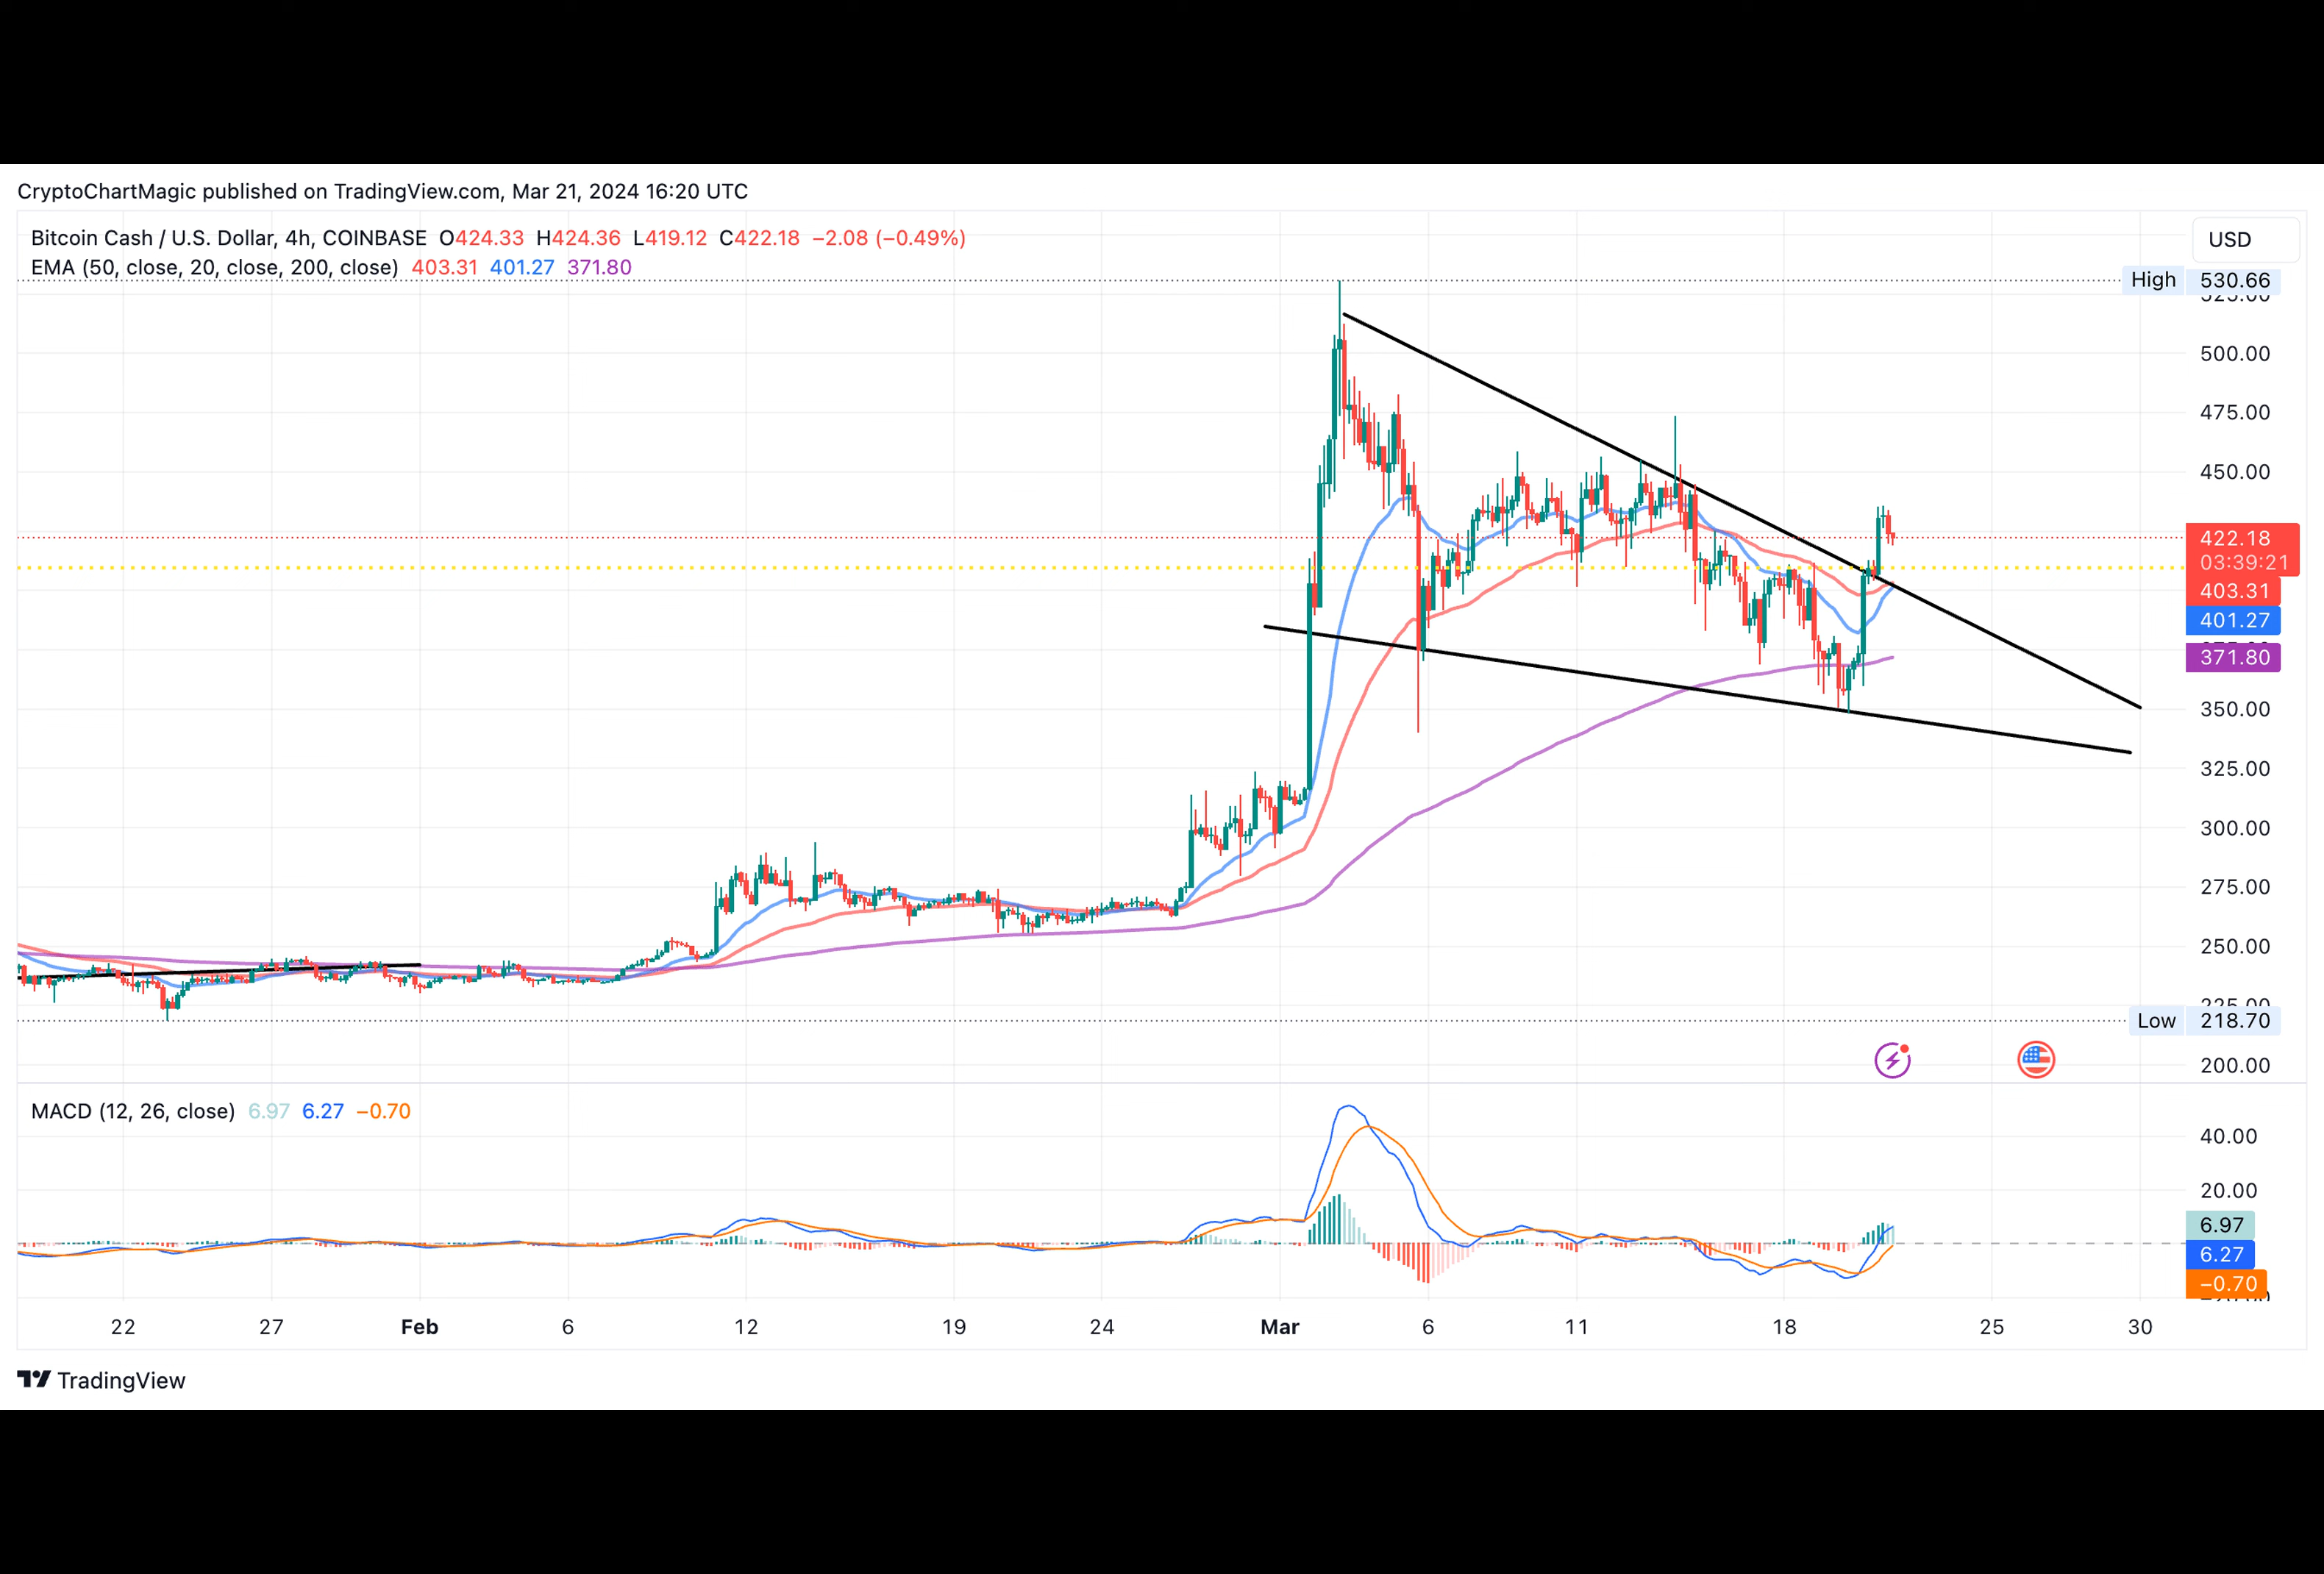 CryptoChartMagic published on TradingView.com, Mar 21, 2024 16:20 UTC
Bitcoin Cash / U.S. Dollar, 4h, COINBASE O424.33 H424.36 L419.12 C422.18 −2.08 (−0.49%)
USD
EMA (50, close, 20, close, 200, close) 403.31 401.27 371.80
High 530.66
500.00
475.00
450.00
422.18
03:39:21
403.31
401.27
371.80
350.00
325.00
300.00
275.00
250.00
225.00
Low 218.70
200.00
MACD (12, 26, close) 6.97 6.27 −0.70
40.00
20.00
6.97
6.27
−0.70
22 27 Feb 6 12 19 24 Mar 6 11 18 25 30
TradingView